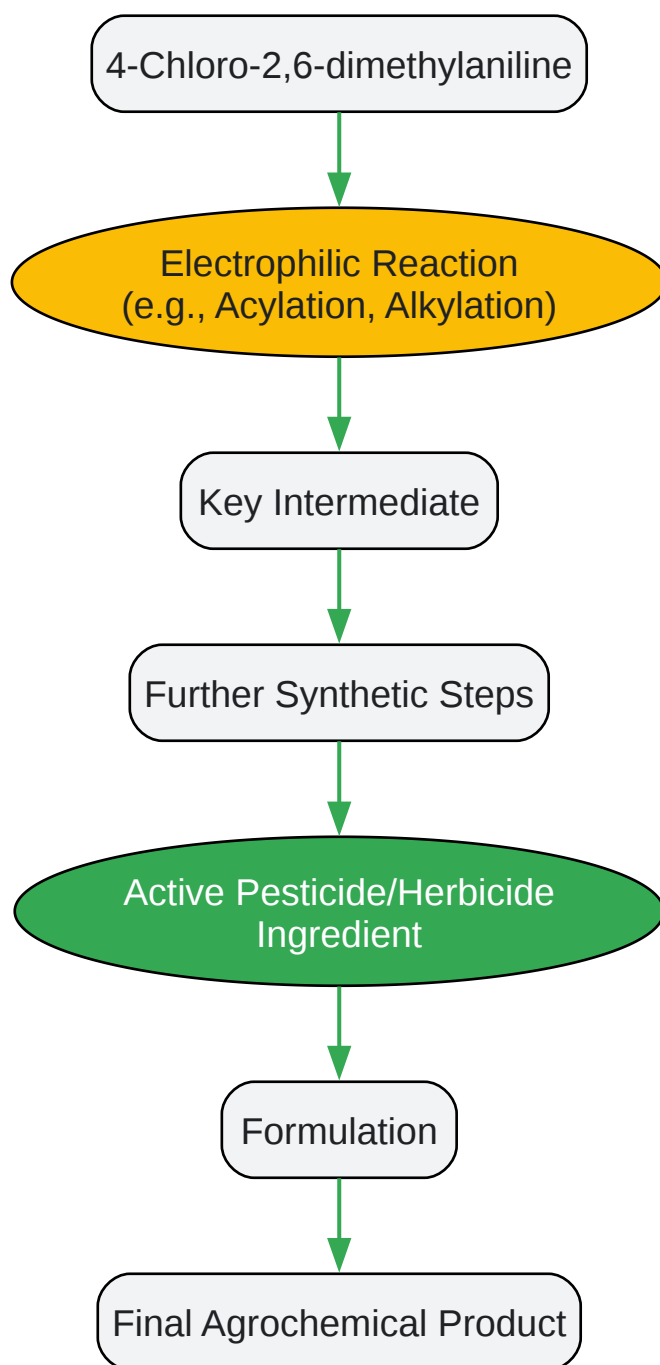 4-Chloro-2,6-dimethylaniline
Electrophilic Reaction
(e.g., Acylation, Alkylation)
Key Intermediate
Further Synthetic Steps
Active Pesticide/Herbicide
Ingredient
Formulation
Final Agrochemical Product